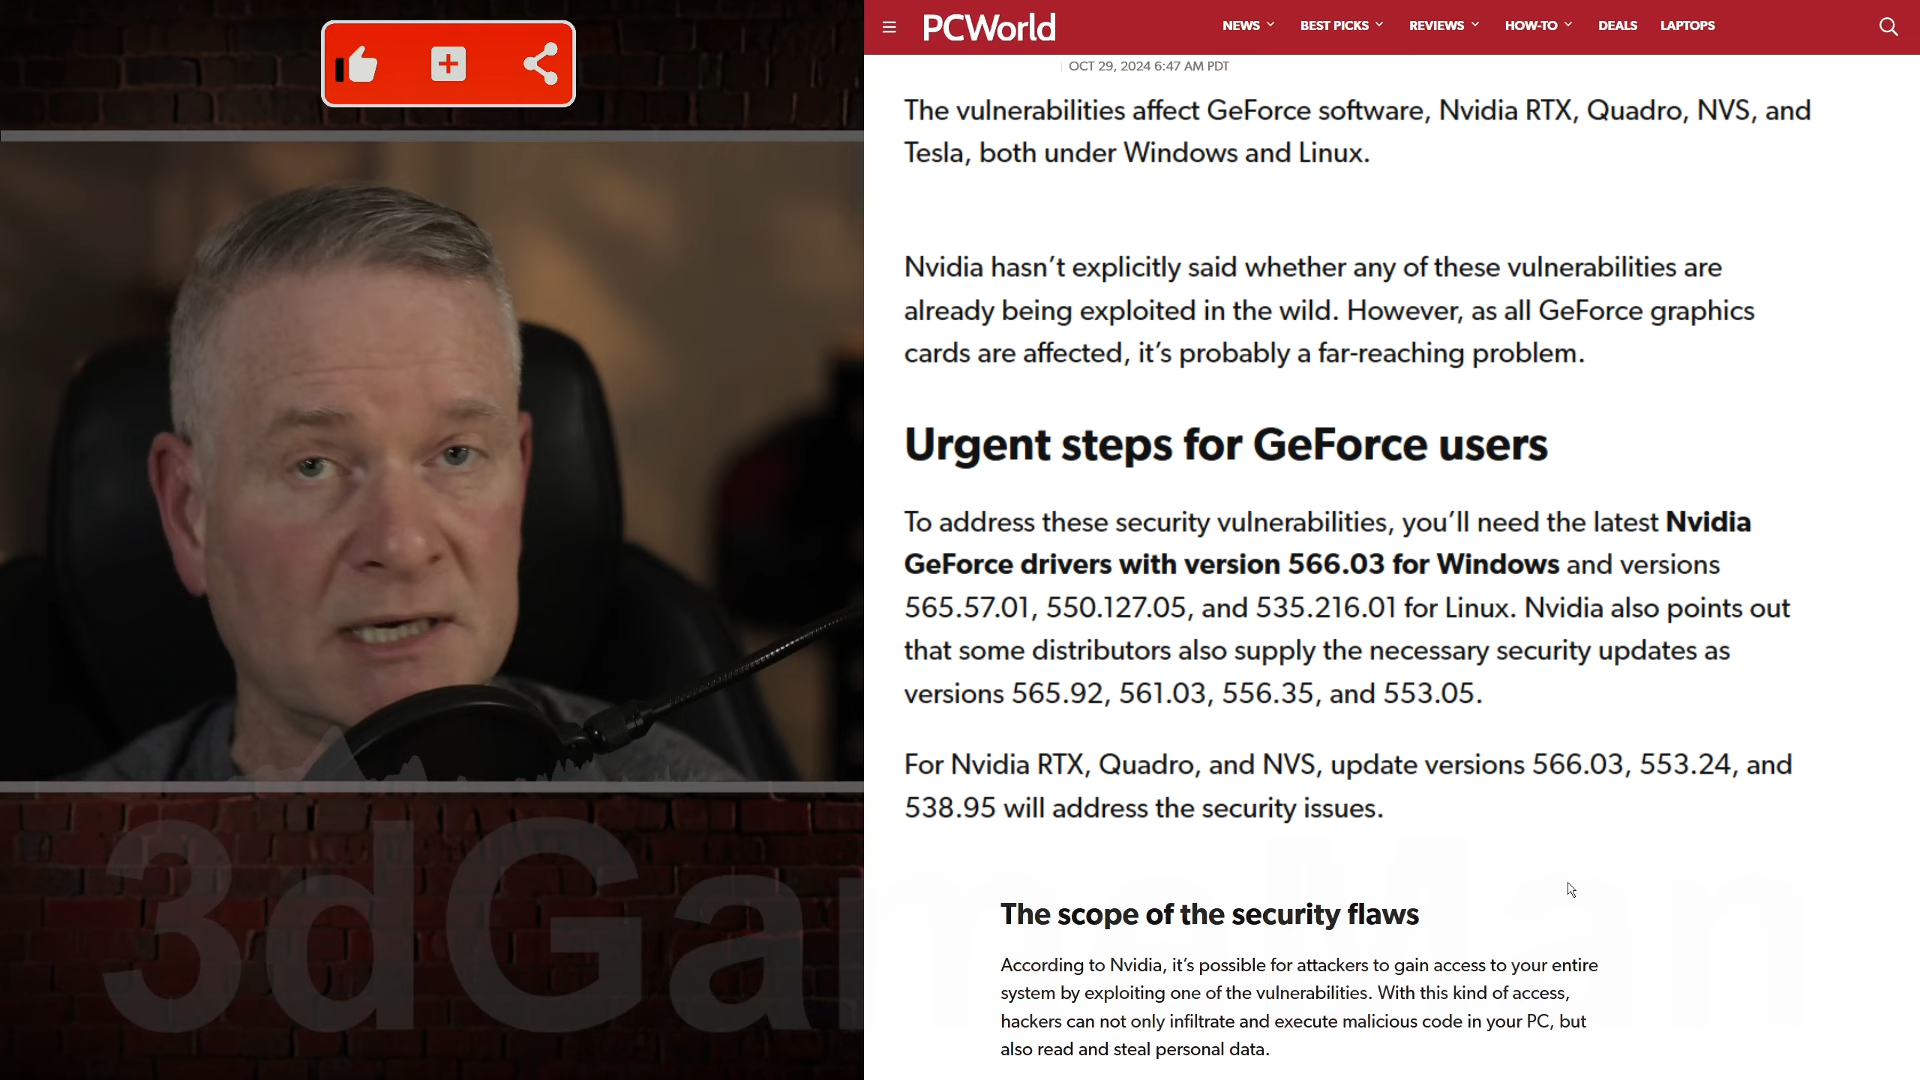 PCWorld
NEWS
BEST PICKS
REVIEWS
HOW-TO
DEALS
LAPTOPS
OCT 29, 2024 6:47 AM PDT
The vulnerabilities affect GeForce software, Nvidia RTX, Quadro, NVS, and
Tesla, both under Windows and Linux.
Nvidia hasn’t explicitly said whether any of these vulnerabilities are
already being exploited in the wild. However, as all GeForce graphics
cards are affected, it’s probably a far-reaching problem.
Urgent steps for GeForce users
To address these security vulnerabilities, you’ll need the latest Nvidia
GeForce drivers with version 566.03 for Windows and versions
565.57.01, 550.127.05, and 535.216.01 for Linux. Nvidia also points out
that some distributors also supply the necessary security updates as
versions 565.92, 561.03, 556.35, and 553.05.
For Nvidia RTX, Quadro, and NVS, update versions 566.03, 553.24, and
538.95 will address the security issues.
The scope of the security flaws
According to Nvidia, it’s possible for attackers to gain access to your entire
system by exploiting one of the vulnerabilities. With this kind of access,
hackers can not only infiltrate and execute malicious code in your PC, but
also read and steal personal data.
3dGa